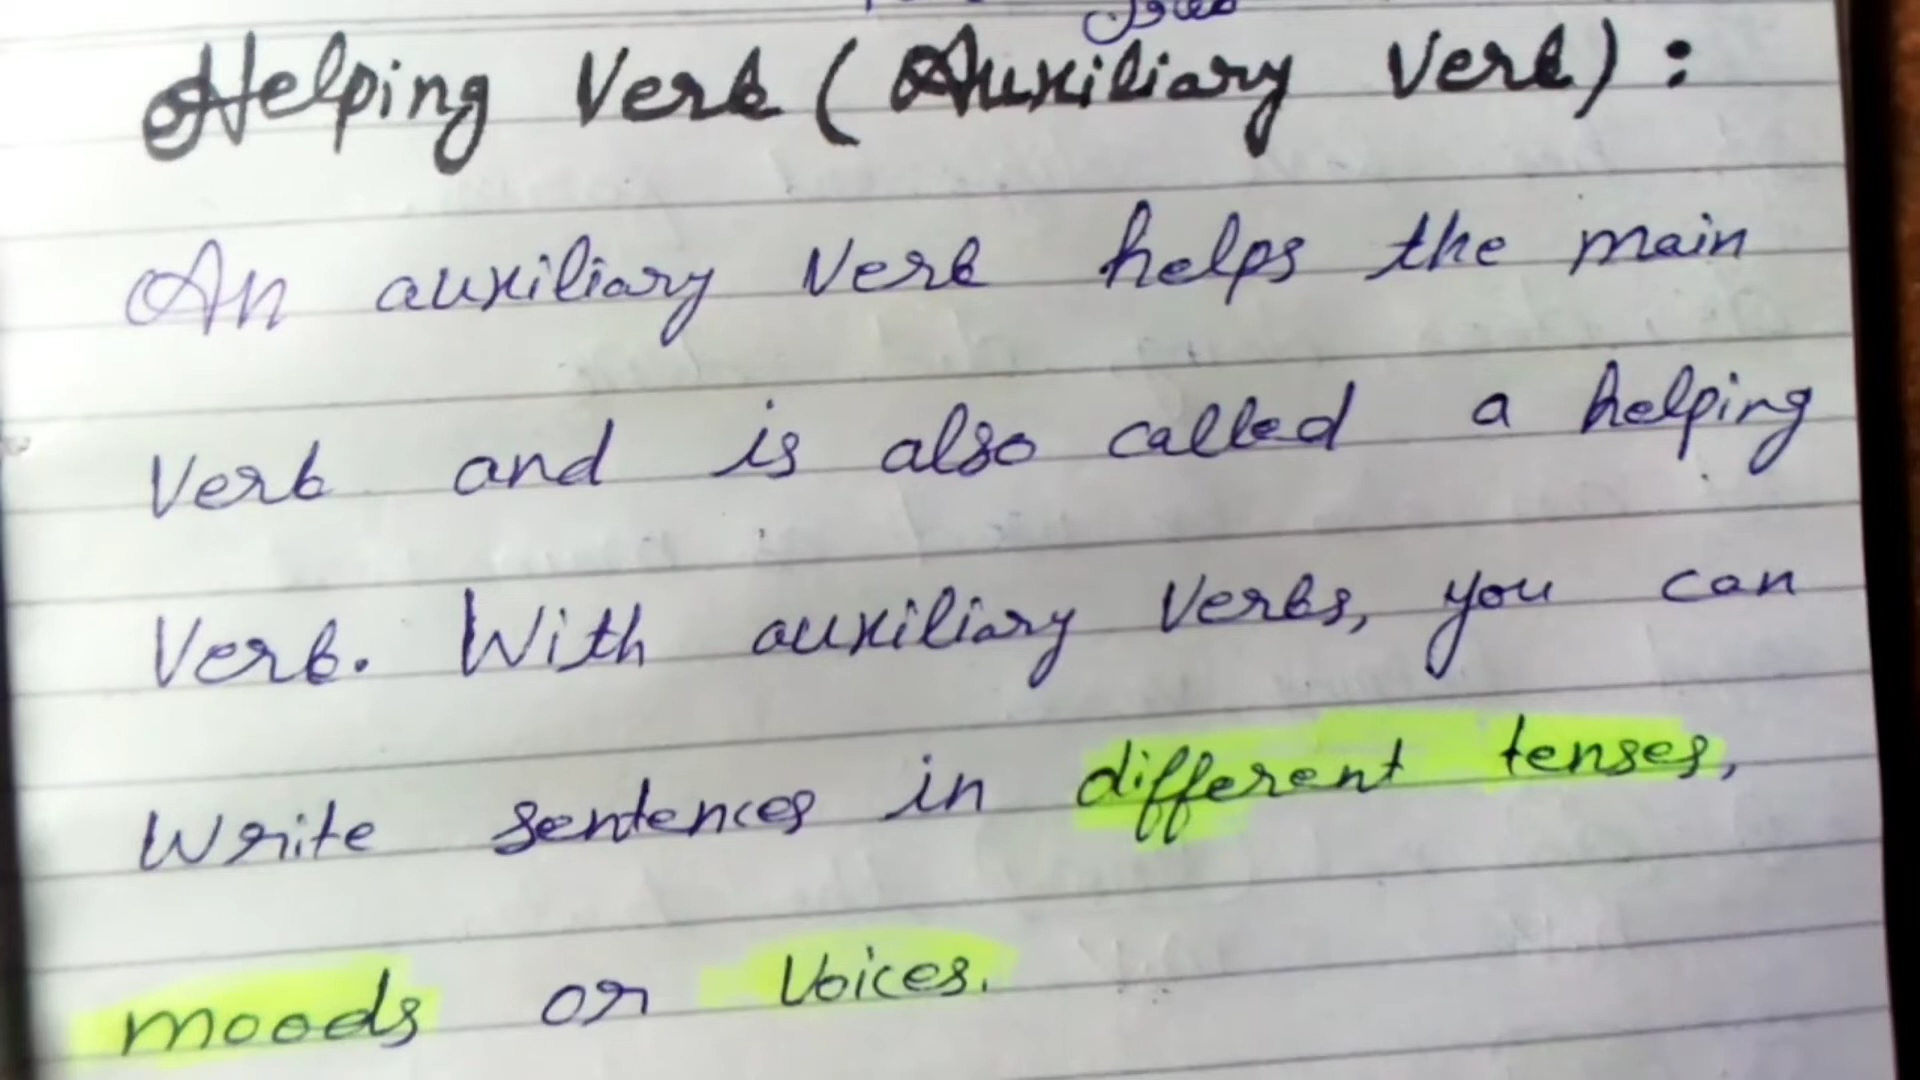 Helping Verb (Auxiliary Verb):
An auxiliary Verb helps the main
Verb and is also called a helping
Verb. With auxiliary Verbs, you can
Write sentences in different tenses,
moods or Voices.